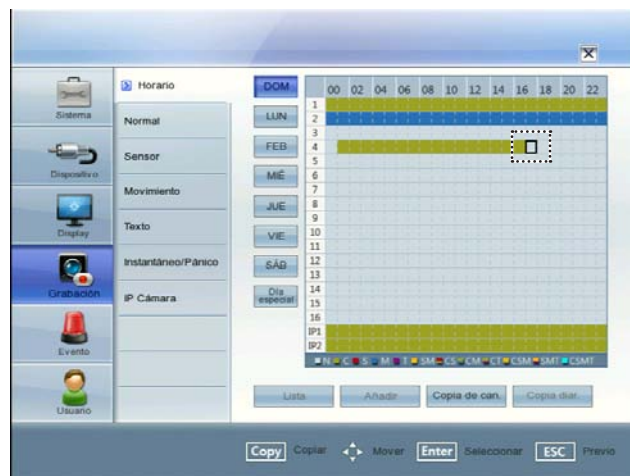 Sistema
Dispositivo
Display
Grabación
Evento
Usuario
Horario
Normal
Sensor
Movimiento
Texto
Instantáneo/Pánico
IP Cámara
DOM
LUN
FEB
MIÉ
JUE
VIE
SÁB
Día
especial
00 02 04 06 08 10 12 14 16 18 20 22
1
2
3
4
5
6
7
8
9
10
11
12
13
14
15
16
IP1
IP2
N C S M T SM CS CM CT CSM SMT CSMT
Lista Añadir Copia de can. Copia diar.
Copy Copiar Mover Enter Seleccionar ESC Previo